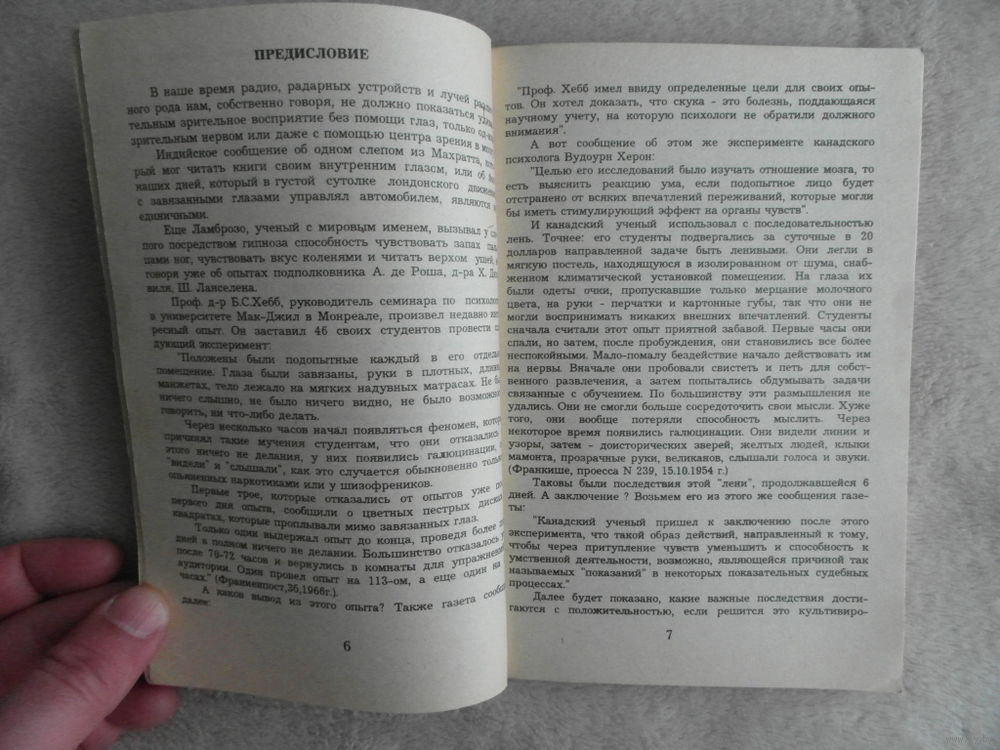 ПРЕДИСЛОВИЕ
В наше время радио, радарных устройств и лучей
ного рода нам, собственно говоря, не должно показаться
тельным зрительное восприятие без помощи глаз, только
зрительным нервом или даже с помощью центра зрения в
Индийское сообщение об одном слепом из Махратта,
рый мог читать книги своим внутренним глазом, или об
наших дней, который в густой сутолке лондонского
с завязанными глазами управлял автомобилем, являются
единичными.
Еще Ламброзо, ученый с мировым именем, вызывал у
пого посредством гипноза способность чувствовать запах
пами ног, чувствовать вкус коленями и читать верхом ушей,
говоря уже об опытах подполковника А. де Роша, д-ра Х.
виля, Ш. Ланселена.
Проф. д-р Б.С.Хебб, руководитель семинара по
в университете Мак-Джил в Монреале, произвел недавно
ресный опыт. Он заставил 46 своих студентов провести
дующий эксперимент:
"Положены были подопытные каждый в его
помещение. Глаза были завязаны, руки в плотных,
манжетах, тело лежало на мягких надувных матрасах. Не
ничего слышно, не было ничего видно, не было
говорить, ни что-либо делать.
Через несколько часов начал появляться феномен,
причинял такие мучения студентам, что они отказались
этого ничего не делания, у них появились галюцинации,
"видели" и "слышали", как это случается обыкновенно
опьяненных наркотиками или у шизофреников.
Первые трое, которые отказались от опытов уже
первого дня опыта, сообщили о цветных пестрых
квадратах, которые проплывали мимо завязанных глаз.
Только один выдержал опыт до конца, проведя более
дней в полном ничего не делании. Большинство отказалось
после 70-72 часов и вернулись в комнаты для
аудитории. Один провел опыт на 113-ом, а еще один на
часах." (Франкенпост,36,1966г.).
А каков вывод из этого опыта? Также газета
далее:
6
"Проф. Хебб имел ввиду определенные цели для своих опы-
тов. Он хотел доказать, что скука - это болезнь, поддающаяся
научному учету, на которую психологи не обратили должного
внимания".
А вот сообщение об этом же эксперименте канадского
психолога Вудоурн Херон:
"Целью его исследований было изучать отношение мозга, то
есть выяснить реакцию ума, если подопытное лицо будет
отстранено от всяких впечатлений переживаний, которые могли
бы иметь стимулирующий эффект на органы чувств".
И канадский ученый использовал с последовательностью
лень. Точнее: его студенты подвергались за суточные в 20
долларов направленной задаче быть ленивыми. Они легли в
мягкую постель, находящуюся в изолированном от шума, снаб-
женном климатической установкой помещении. На глаза их
были одеты очки, пропускавшие только мерцание молочного
цвета, на руки - перчатки и картонные губы, так что они не
могли воспринимать никаких внешних впечатлений. Студенты
сначала считали этот опыт приятной забавой. Первые часы они
спали, но затем, после пробуждения, они становились все более
неспокойными. Мало-помалу бездействие начало действовать им
на нервы. Вначале они пробовали свистеть и петь для собст-
венного развлечения, а затем попытались обдумывать задачи
связанные с обучением. По большинству эти размышления не
удались. Они не смогли больше сосредоточить свои мысли. Хуже
того, они вообще потеряли способность мыслить. Через
некоторое время появились галюцинации. Они видели линии и
узоры, затем - доисторических зверей, желтых людей, клыки
мамонта, прозрачные руки, великанов, слышали голоса и звуки.
(Франкише, проесса N 239, 15.10.1954 г.)
Таковы были последствия этой "лени", продолжавшейся 6
дней. А заключение ? Возьмем его из этого же сообщения газе-
ты:
"Канадский ученый пришел к заключению после этого
эксперимента, что такой образ действий, направленный к тому,
чтобы через притупление чувств уменьшить и способность к
умственной деятельности, возможно, являющейся причиной так
называемых "показаний" в некоторых показательных судебных
процессах."
Далее будет показано, какие важные последствия дости-
гаются с положительностью, если решится это культивиро-
7